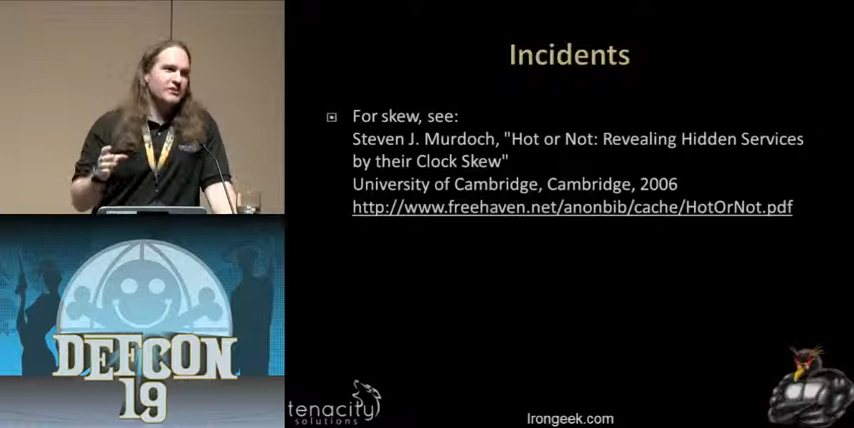 Incidents
For skew, see:
Steven J. Murdoch, "Hot or Not: Revealing Hidden Services
by their Clock Skew"
University of Cambridge, Cambridge, 2006
http://www.freehaven.net/anonbib/cache/HotOrNot.pdf
DEFCON
19
tenacity
solutions
Irongeek.com